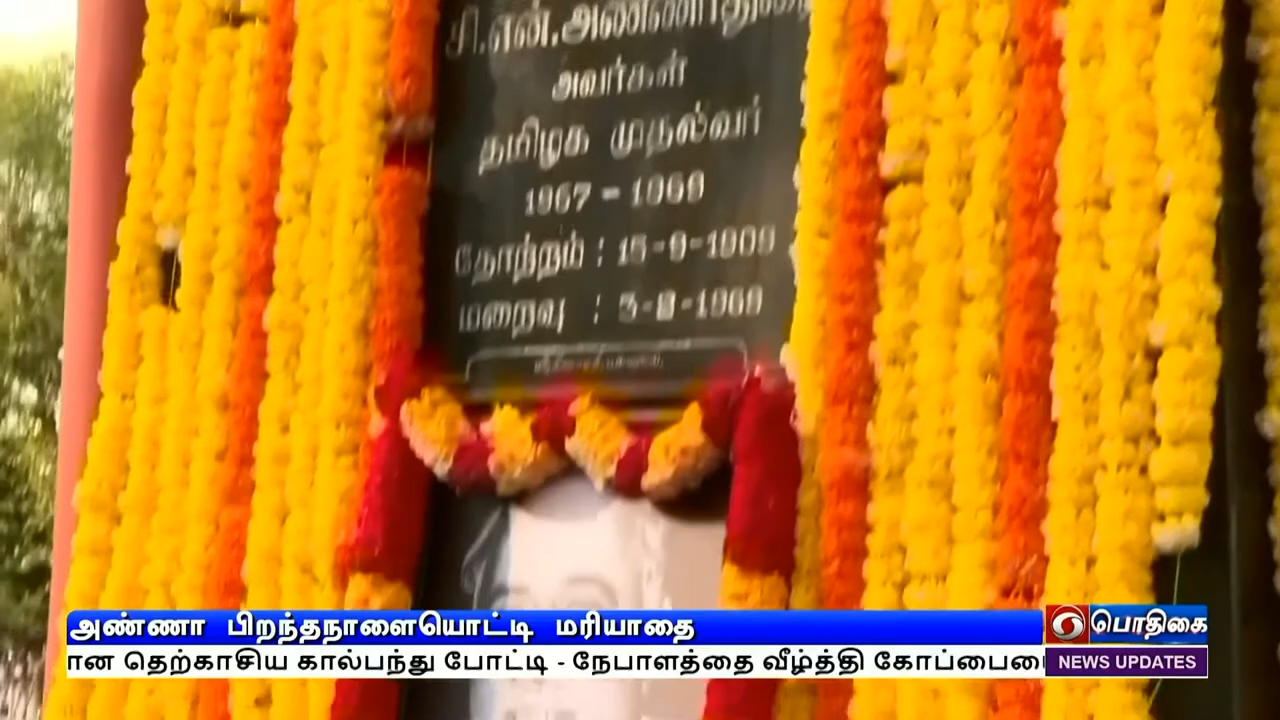 சி.என்.அண்ணாதுரை
அவர்கள்
தமிழக முதல்வர்
1967 - 1969
தோற்றம் : 15-9-1909
மறைவு : 3-2-1969
அண்ணா பிறந்தநாளையொட்டி மரியாதை
பொதிகை
ான தெற்காசிய கால்பந்து போட்டி - நேபாளத்தை வீழ்த்தி கோப்பையை
NEWS UPDATES